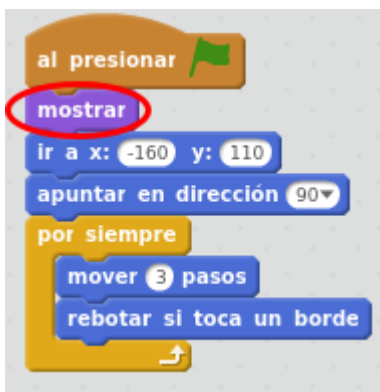 al presionar
mostrar
ir a x: -160 y: 110
apuntar en dirección 90
por siempre
mover 3 pasos
rebotar si toca un borde